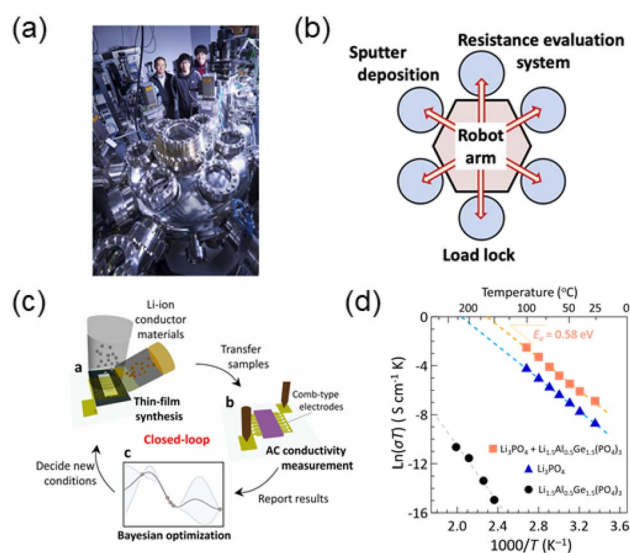 (a)
(b)
Sputter
deposition
Resistance evaluation
system
Robot
arm
Load lock
(c)
Li-ion
conductor
materials
a
Thin-film
synthesis
Transfer
samples
b
Comb-type
electrodes
AC conductivity
measurement
Closed-loop
Decide new
conditions
c
Report results
Bayesian optimization
(d)
Temperature (°C)
200 100 50 25 0
Eₐ = 0.58 eV
0
-4
-8
-12
-16
Ln(σT) ( S cm⁻¹ K)
Li₃PO₄ + Li₁.₅Al₀.₅Ge₁.₅(PO₄)₃
Li₃PO₄
Li₁.₅Al₀.₅Ge₁.₅(PO₄)₃
2.0 2.4 2.8 3.2 3.6
1000/T (K⁻¹)